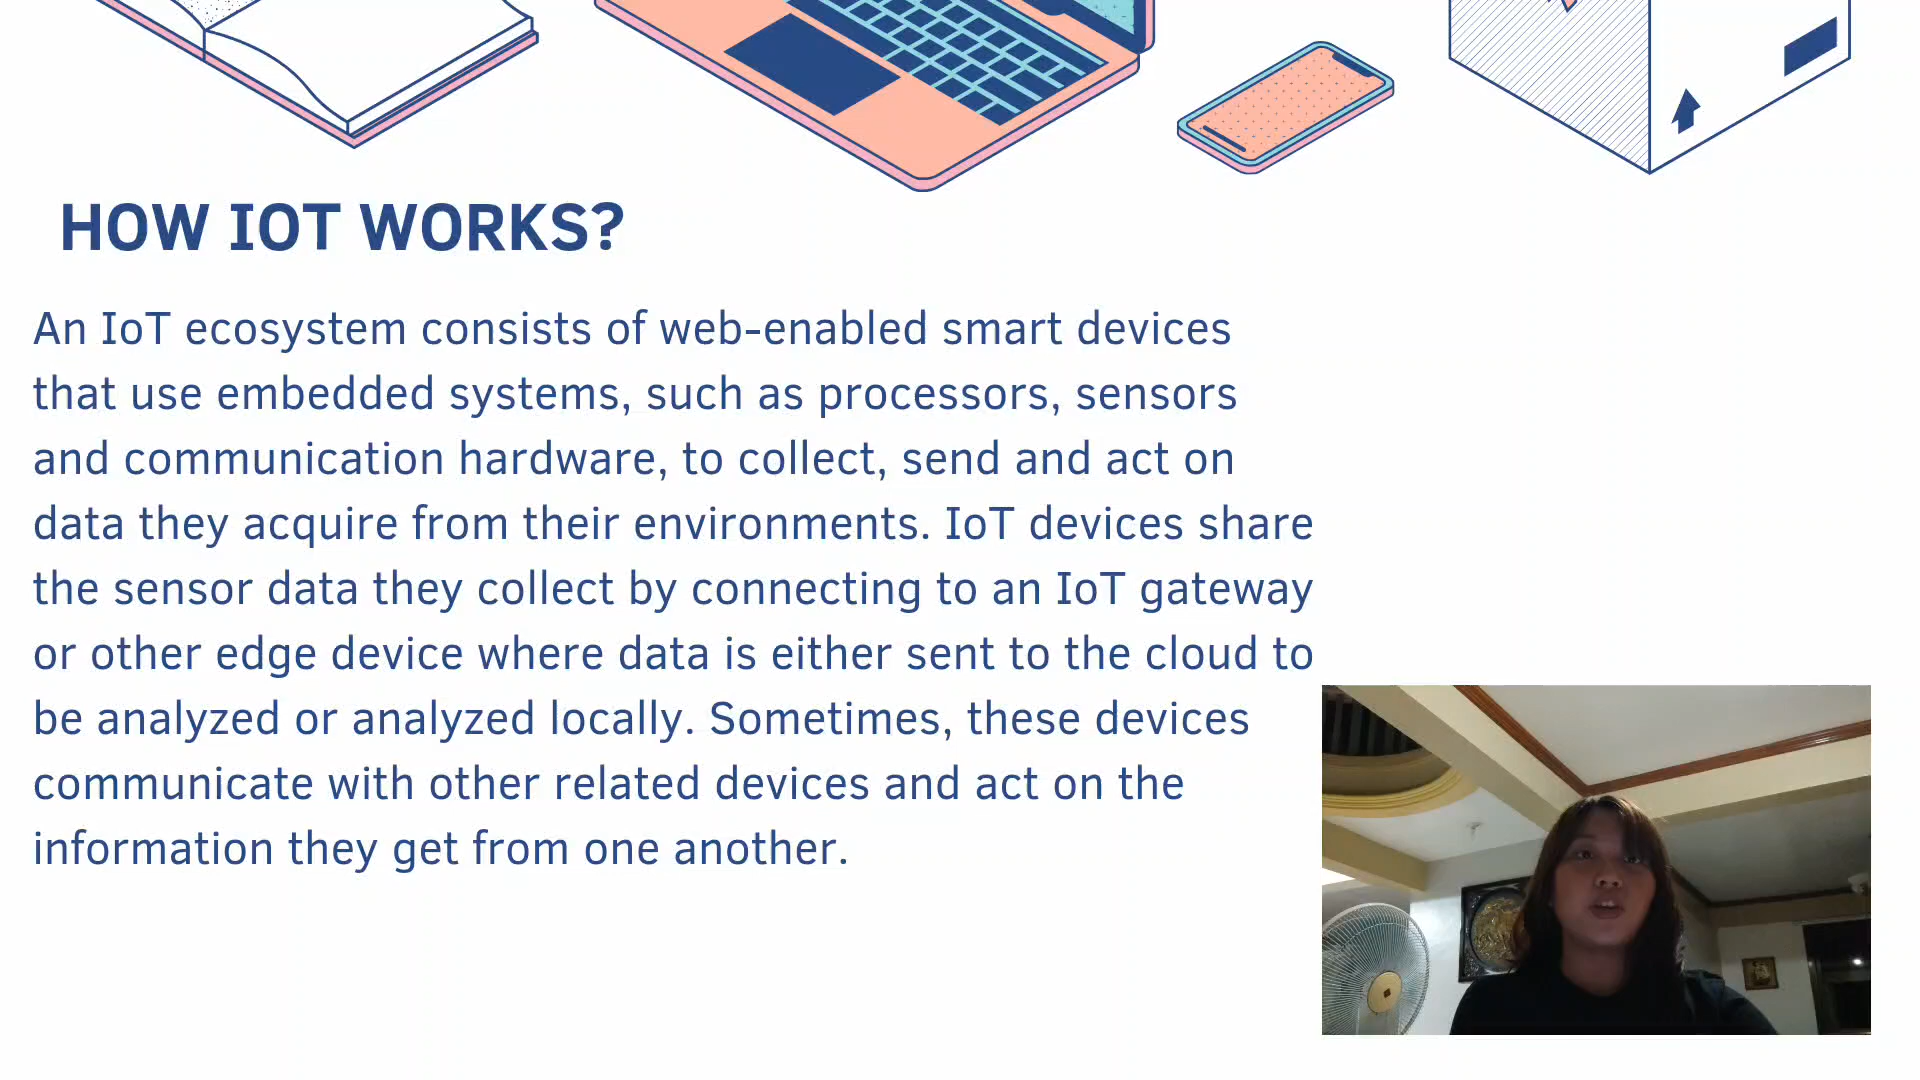 HOW IOT WORKS?
An IoT ecosystem consists of web-enabled smart devices
that use embedded systems, such as processors, sensors
and communication hardware, to collect, send and act on
data they acquire from their environments. IoT devices share
the sensor data they collect by connecting to an IoT gateway
or other edge device where data is either sent to the cloud to
be analyzed or analyzed locally. Sometimes, these devices
communicate with other related devices and act on the
information they get from one another.